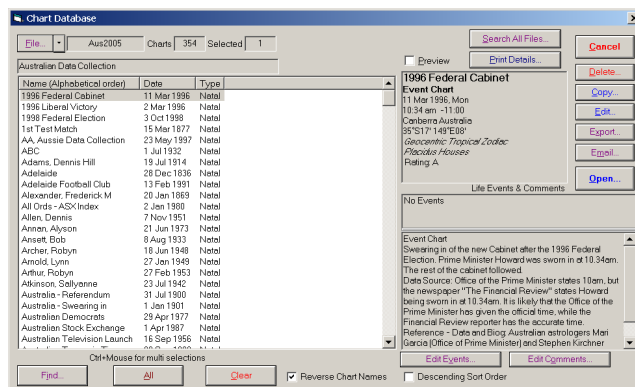 Chart Database
File... Aus2005 Charts 354 Selected 1
Search All Files...
Cancel
Australian Data Collection
Preview Print Details...
Delete...
Name (Alphabetical order) Date Type
1996 Federal Cabinet 11 Mar 1996 Natal
1996 Liberal Victory 2 Mar 1996 Natal
1998 Federal Election 3 Oct 1998 Natal
1st Test Match 15 Mar 1877 Natal
AA, Aussie Data Collection 23 May 1997 Natal
ABC 1 Jul 1932 Natal
Adams, Dennis Hill 19 Jul 1914 Natal
Adelaide 28 Dec 1836 Natal
Adelaide Football Club 13 Feb 1991 Natal
Alexander, Frederick M 20 Jan 1869 Natal
All Ords - ASX Index 2 Jan 1980 Natal
Allen, Dennis 7 Nov 1951 Natal
Annan, Alyson 21 Jun 1973 Natal
Ansett, Bob 8 Aug 1933 Natal
Archer, Robyn 18 Jun 1948 Natal
Arnold, Lynn 27 Jan 1949 Natal
Arthur, Robyn 27 Feb 1953 Natal
Atkinson, Sallyanne 23 Jul 1942 Natal
Australia - Referendum 31 Jul 1900 Natal
Australia - Swearing in 1 Jan 1901 Natal
Australian Democrats 29 Apr 1977 Natal
Australian Stock Exchange 1 Apr 1987 Natal
Australian Television Launch 16 Sep 1956 Natal
1996 Federal Cabinet
Event Chart
11 Mar 1996, Mon
10:34 am -11:00
Canberra Australia
35°S17' 149°E08'
Geocentric Tropical Zodiac
Placidus Houses
Rating: A
Copy...
Edit...
Export...
Email...
Open...
Life Events & Comments
No Events
Event Chart
Swearing in of the new Cabinet after the 1996 Federal
Election. Prime Minister Howard was sworn in at 10.34am.
The rest of the cabinet followed.
Data Source: Office of the Prime Minister states 10am, but
the newspaper "The Financial Review" states Howard
being sworn in at 10.34am. It is likely that the Office of the
Prime Minister has given the official time, while the
Financial Review reporter has the accurate time.
Reference - Data and Biog: Australian astrologers Mari
Garcia (Office of Prime Minister) and Stephen Kirchner
Ctrl+Mouse for multi selections
Edit Events... Edit Comments...
Find... All Clear Reverse Chart Names Descending Sort Order